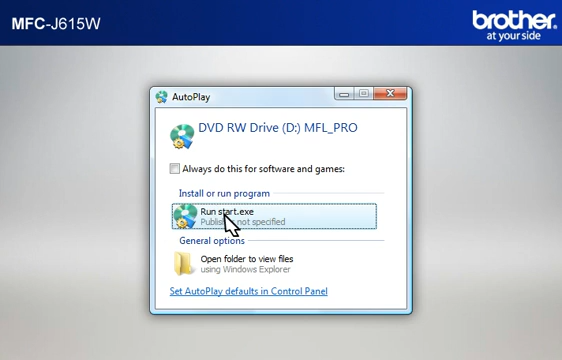 MFC-J615W
brother
at your side
AutoPlay
DVD RW Drive (D:) MFL_PRO
Always do this for software and games:
Install or run program
Run start.exe
not specified
General options
Open folder to view files
using Windows Explorer
Set AutoPlay defaults in Control Panel